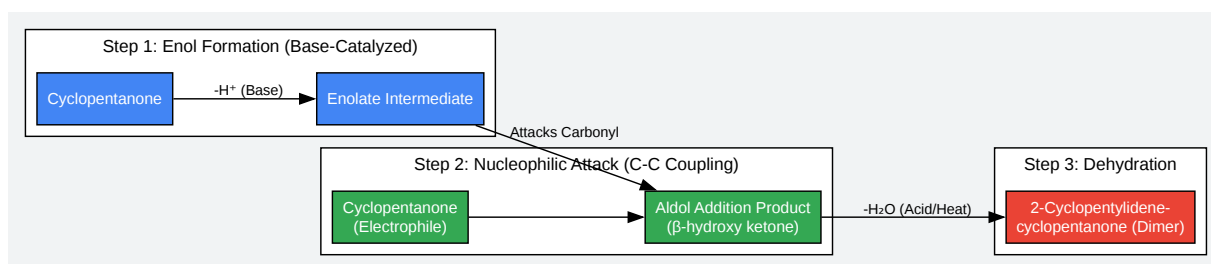 Step 1: Enol Formation (Base-Catalyzed)
Cyclopentanone
-H⁺ (Base)
Enolate Intermediate
Attacks Carbonyl
Step 2: Nucleophilic Attack (C-C Coupling)
Cyclopentanone
(Electrophile)
Aldol Addition Product
(β-hydroxy ketone)
-H₂O (Acid/Heat)
Step 3: Dehydration
2-Cyclopentylidene-
cyclopentanone (Dimer)